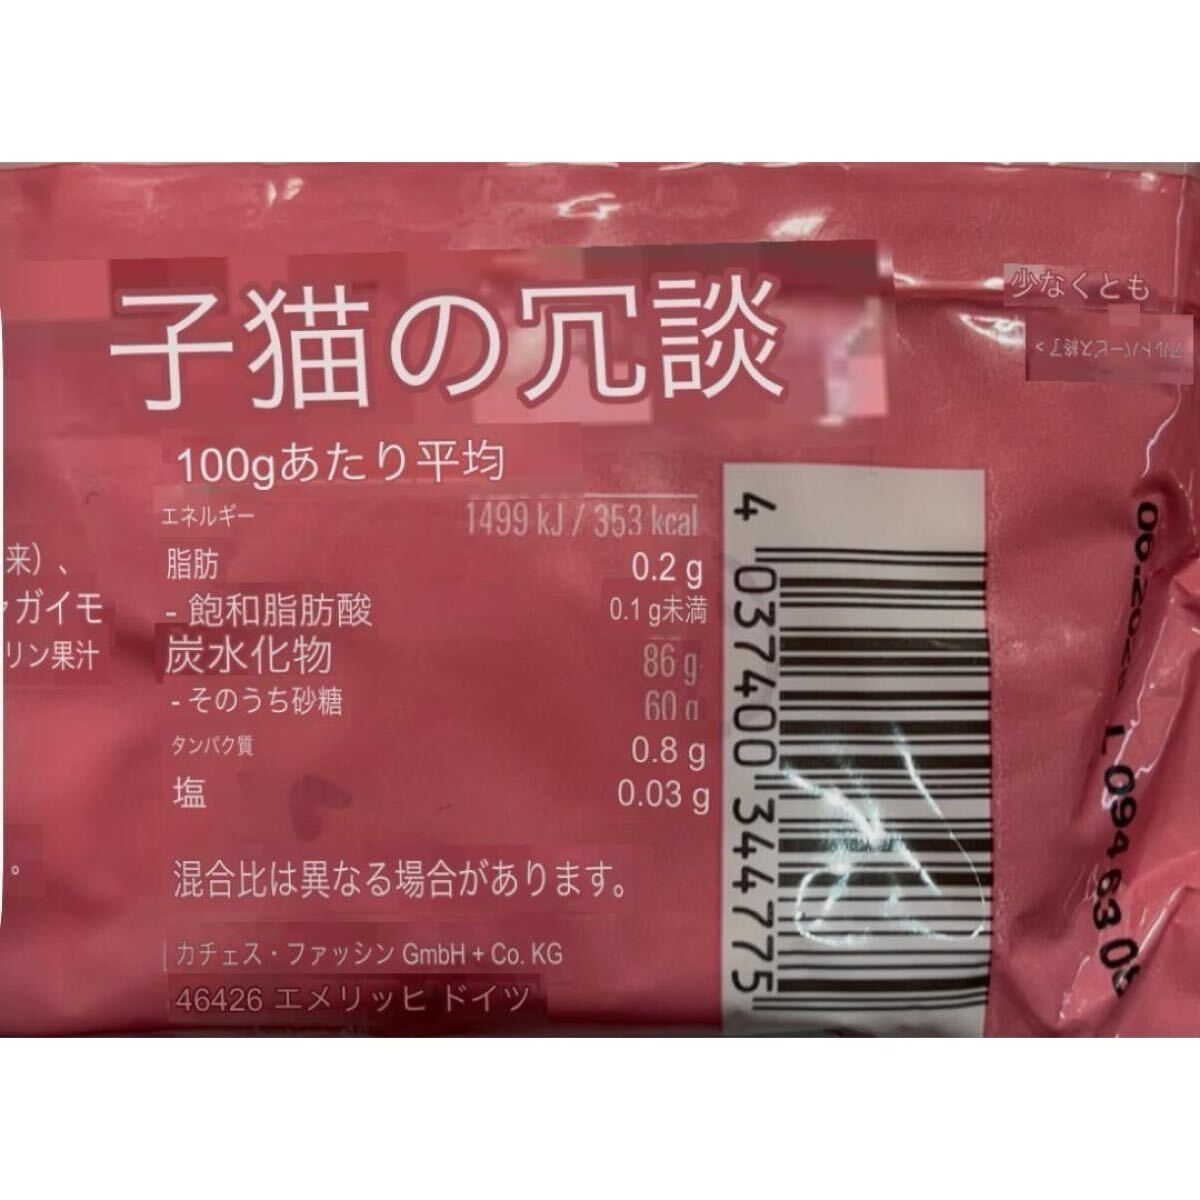 子猫の冗談
少なくとも
100gあたり平均
エネルギー 1499 kJ / 353 kcal
脂肪 0.2 g
- 飽和脂肪酸 0.1 g未満
炭水化物 86 g
- そのうち砂糖 60 g
タンパク質 0.8 g
塩 0.03 g
混合比は異なる場合があります。
カチェス・ファッシン GmbH + Co. KG
46426 エメリッヒ ドイツ
来)、
ガイモ
リン果汁
4 037400 344775
L 094 63